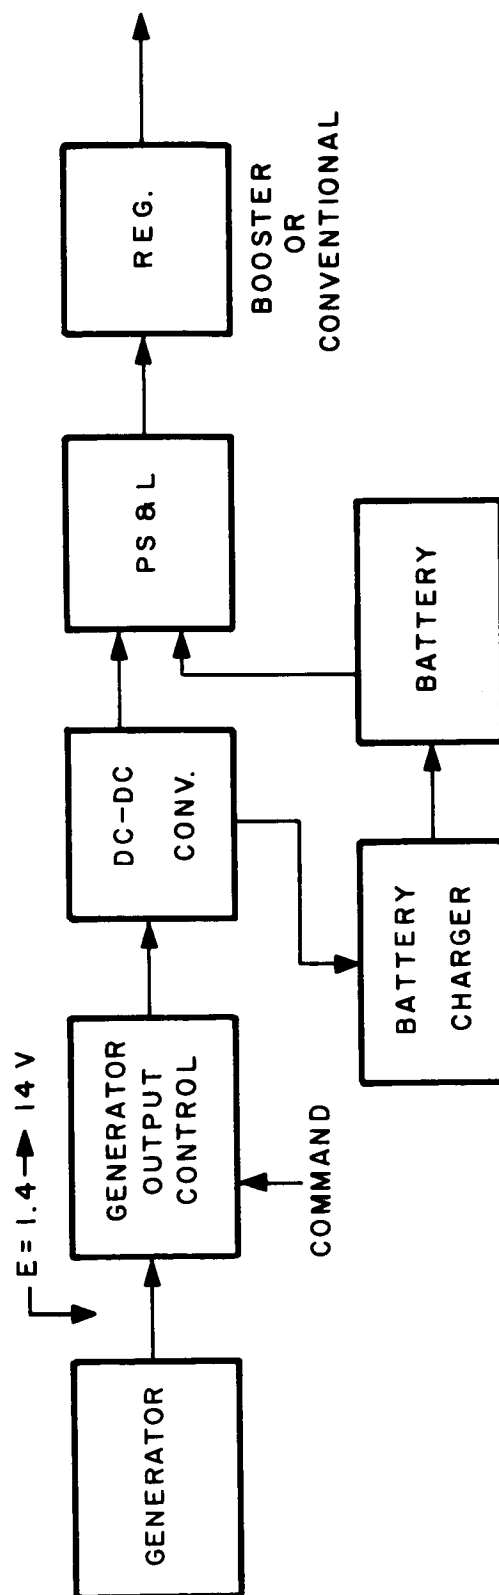 E = 1.4 → 14 V
GENERATOR
GENERATOR
OUTPUT
CONTROL
COMMAND
DC-DC
CONV.
PS & L
REG.
BOOSTER
OR
CONVENTIONAL
BATTERY
CHARGER
BATTERY